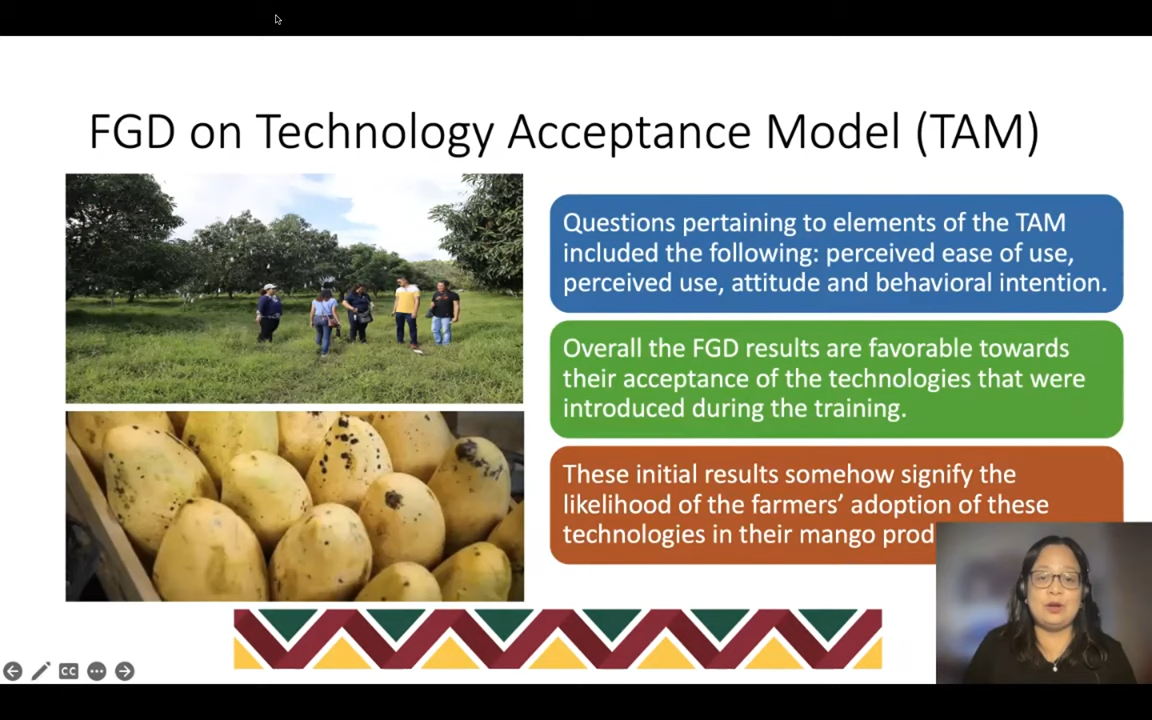 FGD on Technology Acceptance Model (TAM)
Questions pertaining to elements of the TAM
included the following: perceived ease of use,
perceived use, attitude and behavioral intention.
Overall the FGD results are favorable towards
their acceptance of the technologies that were
introduced during the training.
These initial results somehow signify the
likelihood of the farmers’ adoption of these
technologies in their mango
CC